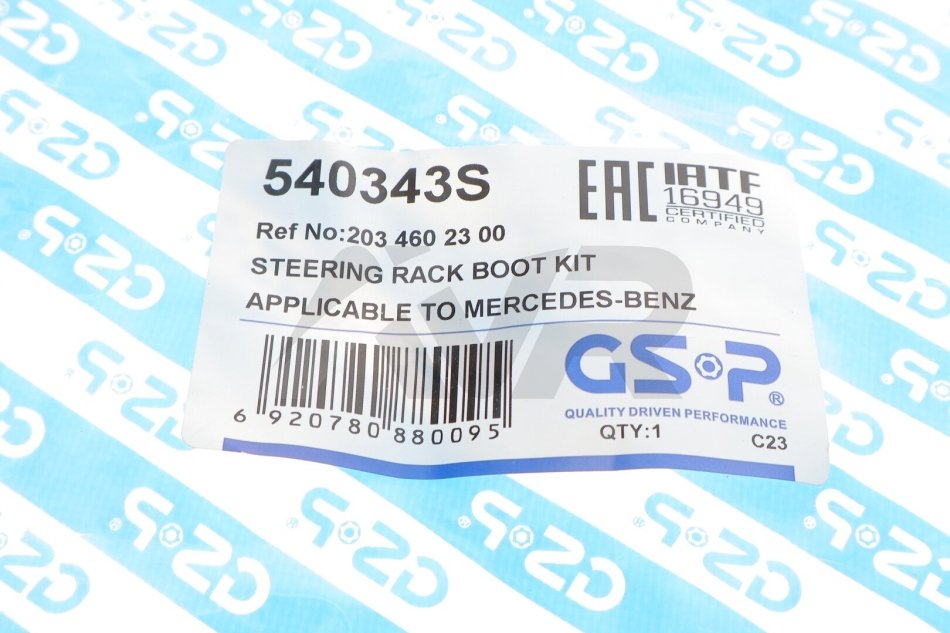 540343S
EAC
IATF
16949
CERTIFIED
COMPANY
Ref No:203 460 23 00
STEERING RACK BOOT KIT
APPLICABLE TO MERCEDES-BENZ
GSP®
QUALITY DRIVEN PERFORMANCE
6 920780 880095
QTY:1
C23